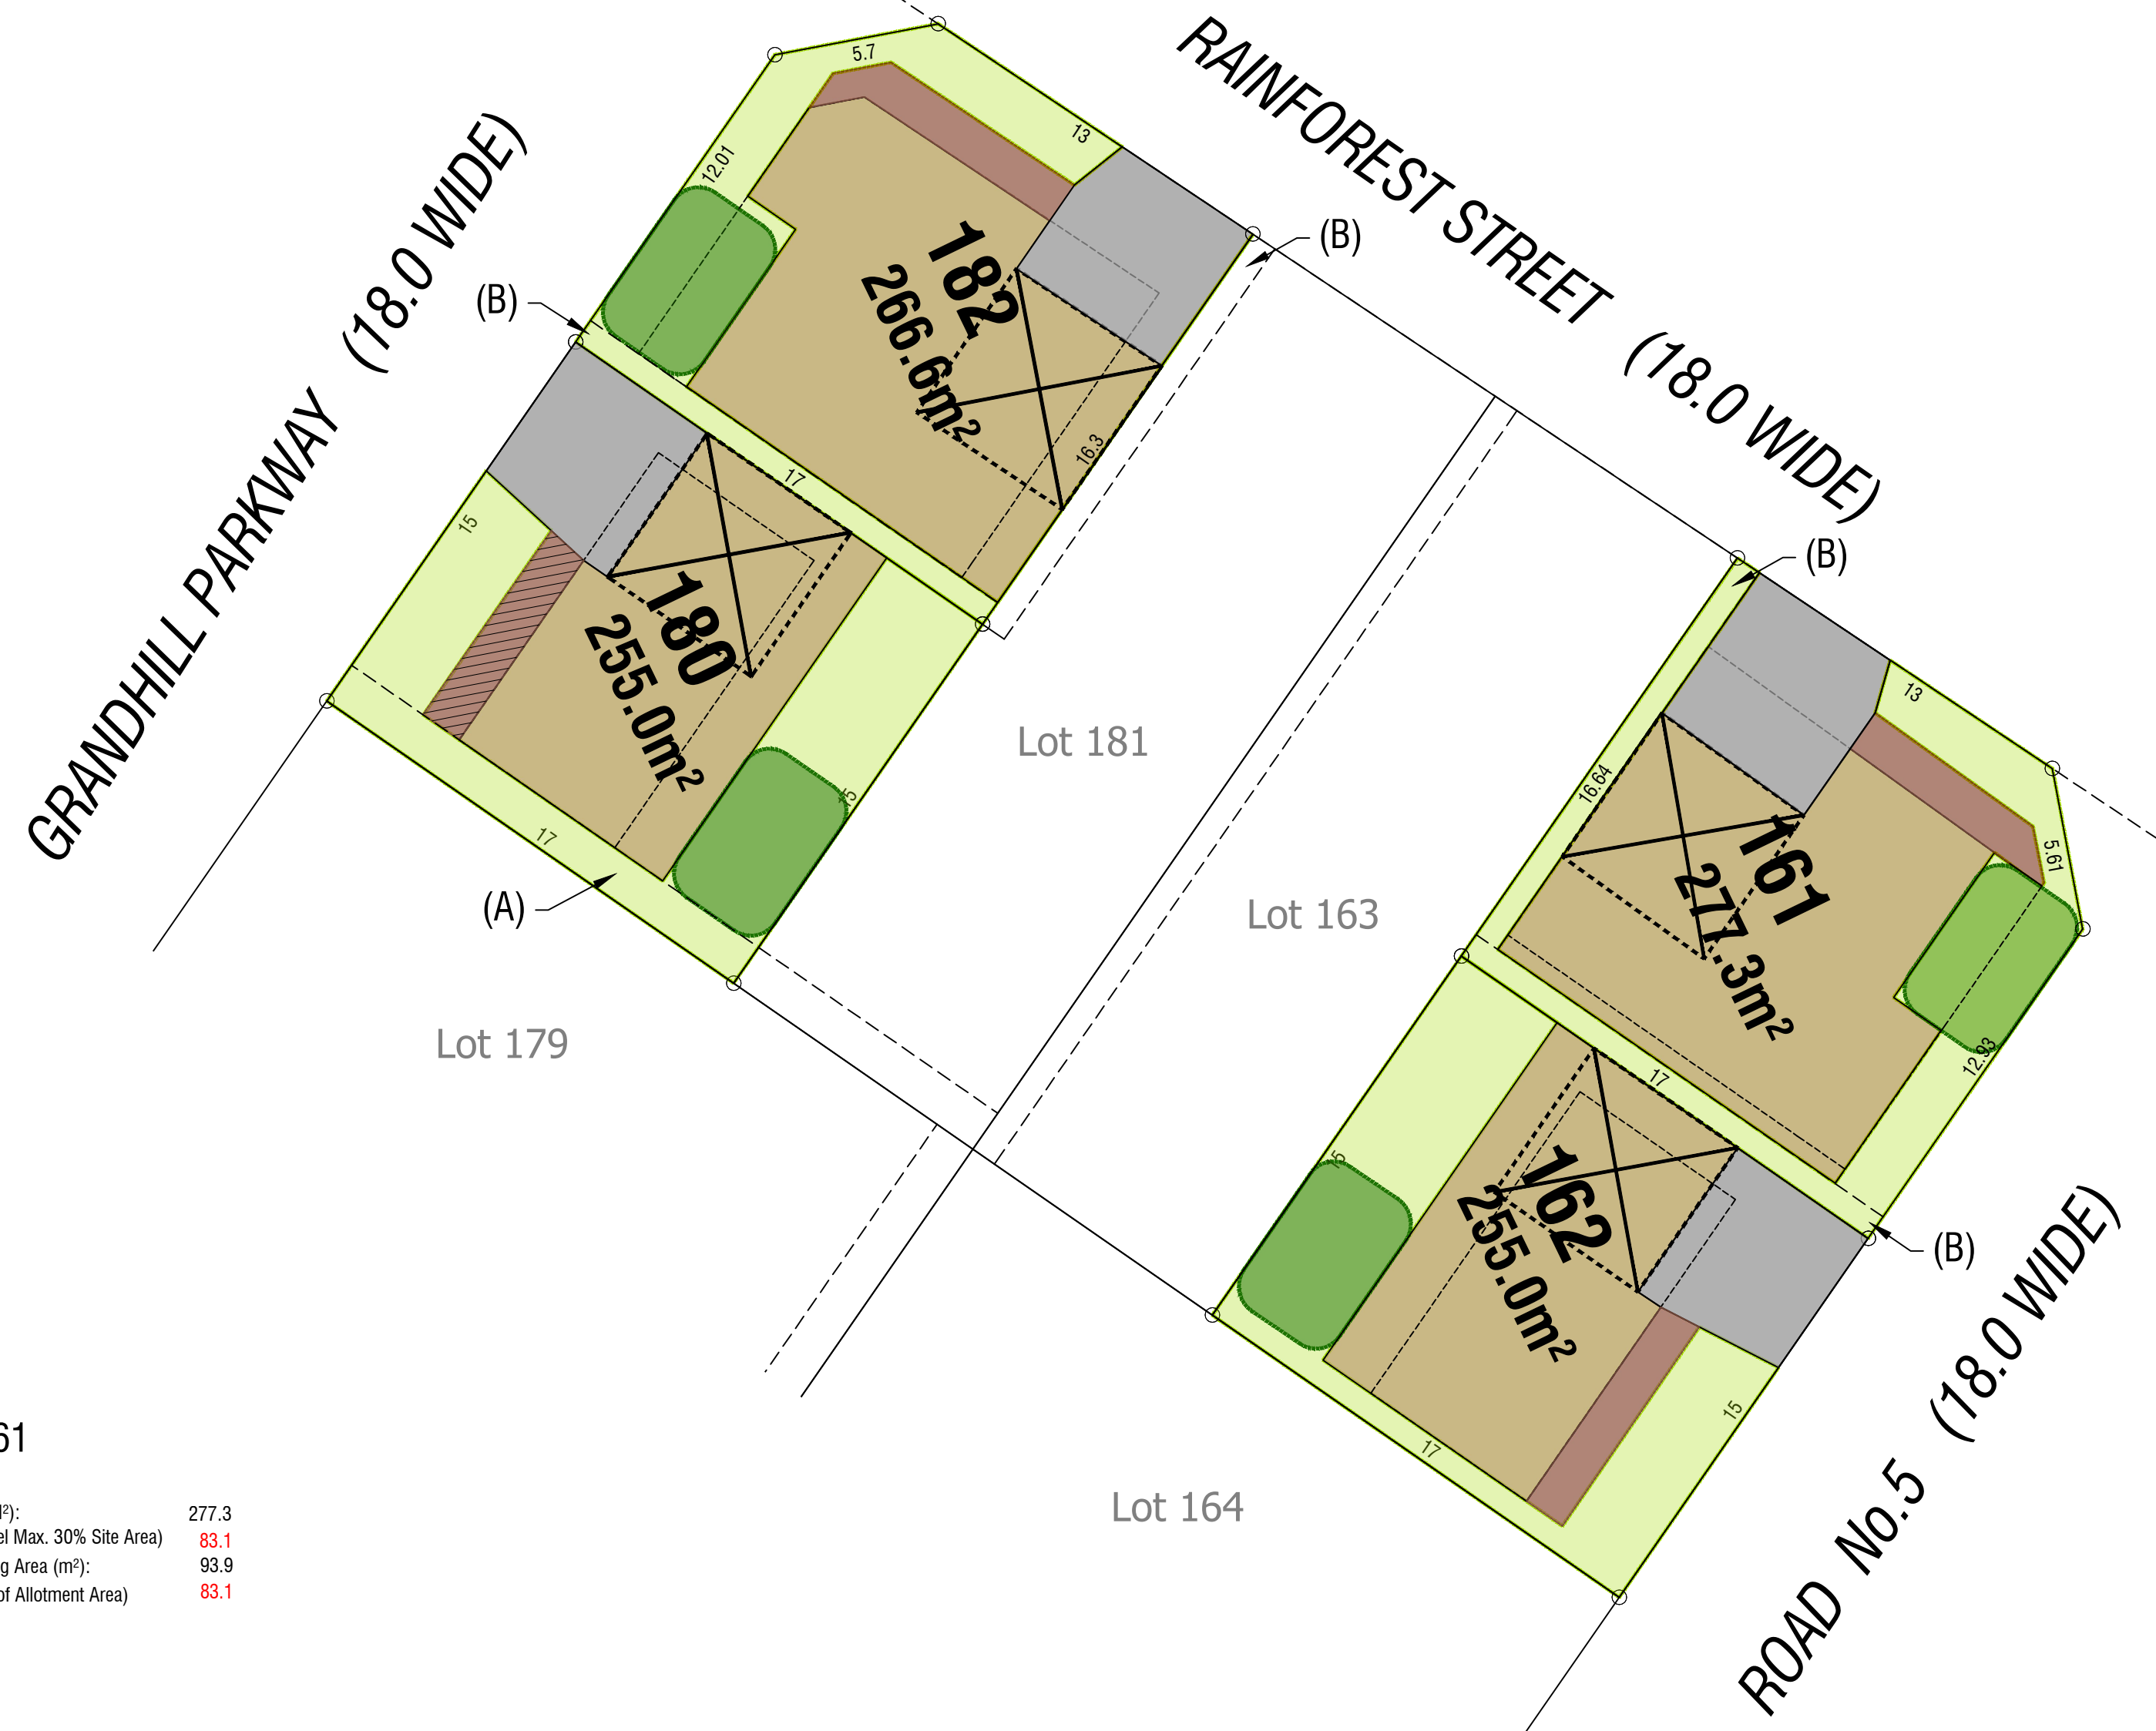 RAINFOREST STREET (18.0 WIDE)
GRANDHILL PARKWAY (18.0 WIDE)
ROAD No.5 (18.0 WIDE)
5.7
13
12.01
182
266.6m²
16.3
17
(B)
(B)
15
180
255.0m²
15
17
(A)
Lot 181
Lot 179
Lot 163
Lot 164
(B)
13
5.61
16.64
161
277.3m²
12.93
17
(B)
15
162
255.0m²
15
17
61
277.3
Max. 30% Site Area) 83.1
Area (m²): 93.9
of Allotment Area) 83.1